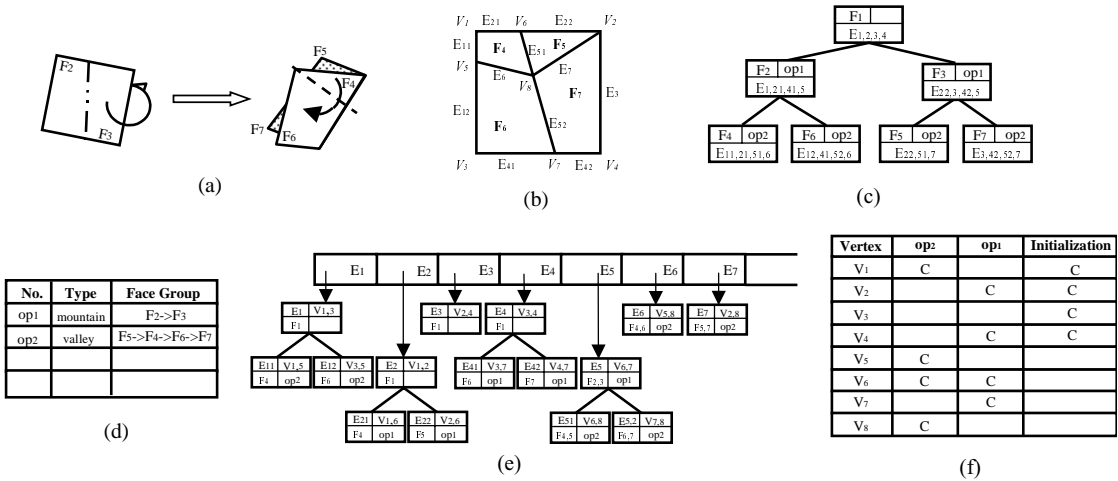 F2
F3
F5
F4
F7
F6
(a)
V1 E21 V6 E22 V2
E11 F4 E51 F5
V5 E6 E7
V8
E12 F7 E3
F6 E52
V3 E41 V7 E42 V4
(b)
F1
E1,2,3,4
F2 op1
E1,21,41,5
F3 op1
E22,3,42,5
F4 op2
E11,21,51,6
F6 op2
E12,41,52,6
F5 op2
E22,51,7
F7 op2
E3,42,52,7
(c)
No. Type Face Group
op1 mountain F2->F3
op2 valley F5->F4->F6->F7
(d)
E1 E2 E3 E4 E5 E6 E7
E1 V1,3
F1
E3 V2,4
F1
E4 V3,4
F1
E6 V5,8
F4,6 op2
E7 V2,8
F5,7 op2
E11 V1,5
F4 op2
E12 V3,5
F6 op2
E2 V1,2
F1
E41 V3,7
F6 op1
E42 V4,7
F7 op1
E5 V6,7
F2,3 op1
E21 V1,6
F4 op1
E22 V2,6
F5 op1
E51 V6,8
F4,5 op2
E5,2 V7,8
F6,7 op2
(e)
Vertex op2 op1 Initialization
V1 C C
V2 C C
V3 C
V4 C C
V5 C
V6 C C
V7 C
V8 C
(f)